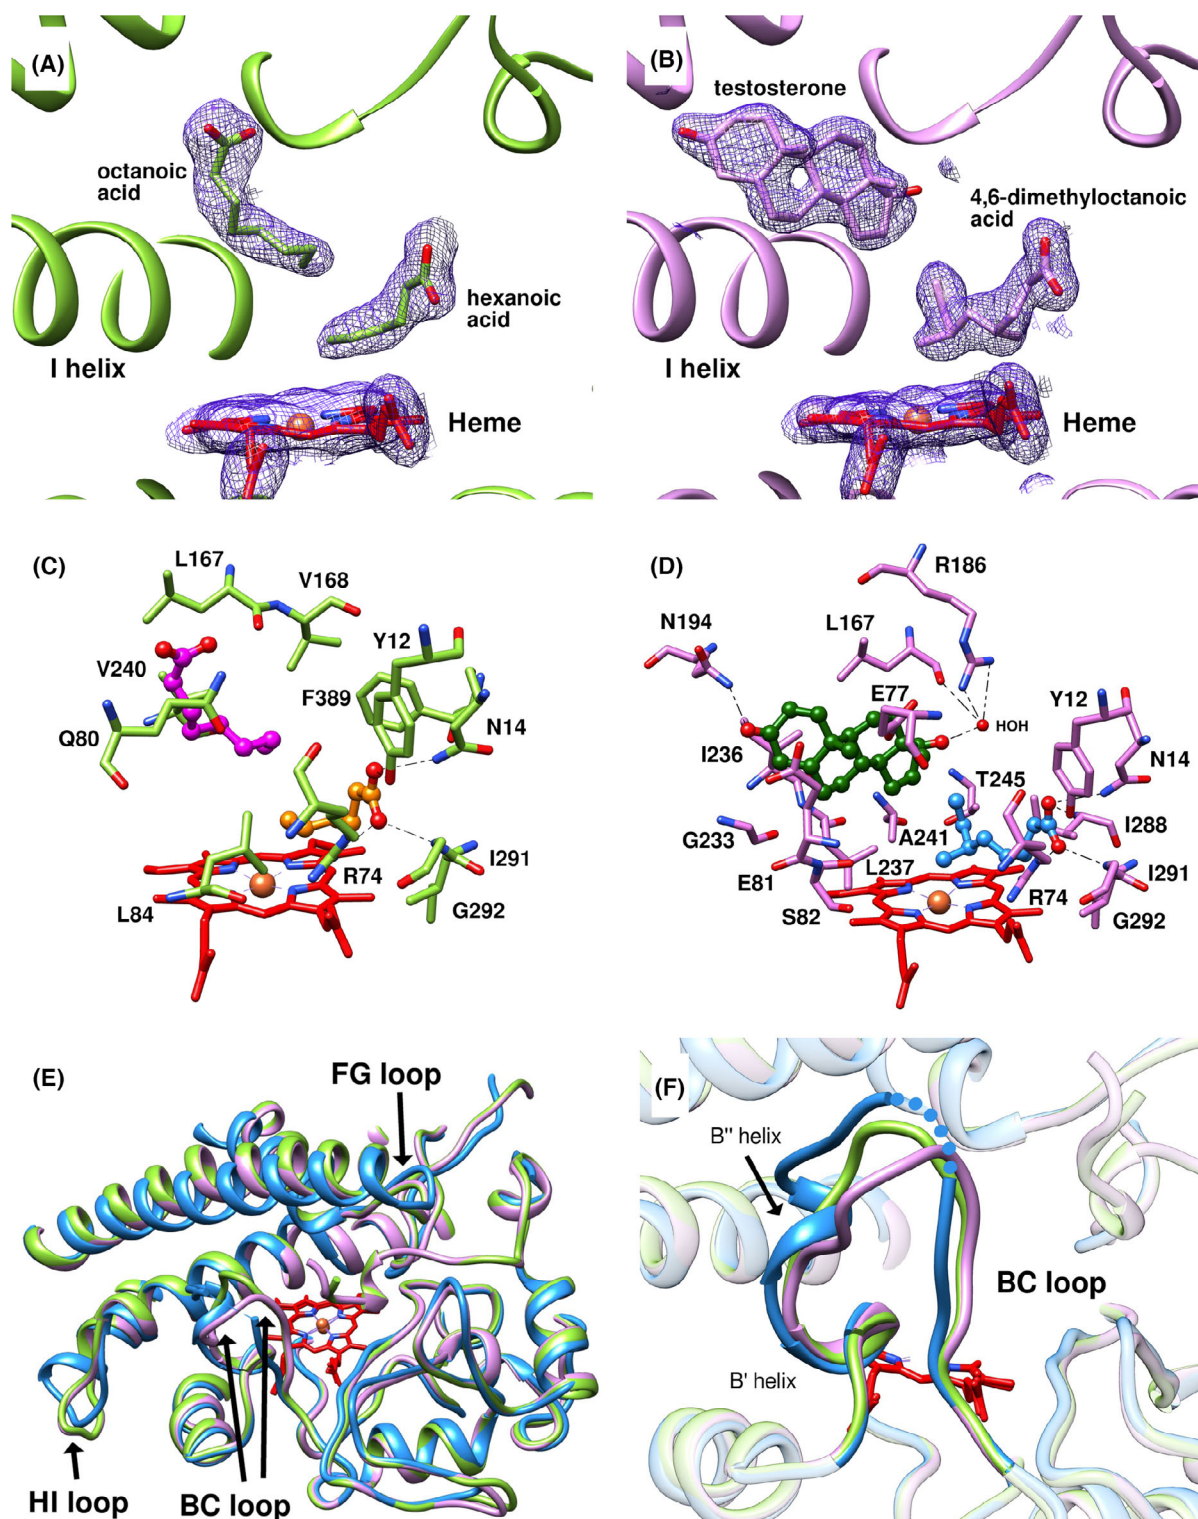 (A)
octanoic
acid
hexanoic
acid
I helix
Heme
(B)
testosterone
4,6-dimethyloctanoic
acid
I helix
Heme
(C)
L167
V168
Y12
V240
F389
Q80
N14
I291
R74
L84
G292
(D)
R186
N194
L167
E77
Y12
HOH
N14
I236
T245
G233
A241
I288
E81
L237
I291
R74
S82
G292
(E)
FG loop
HI loop
BC loop
(F)
B'' helix
BC loop
B' helix